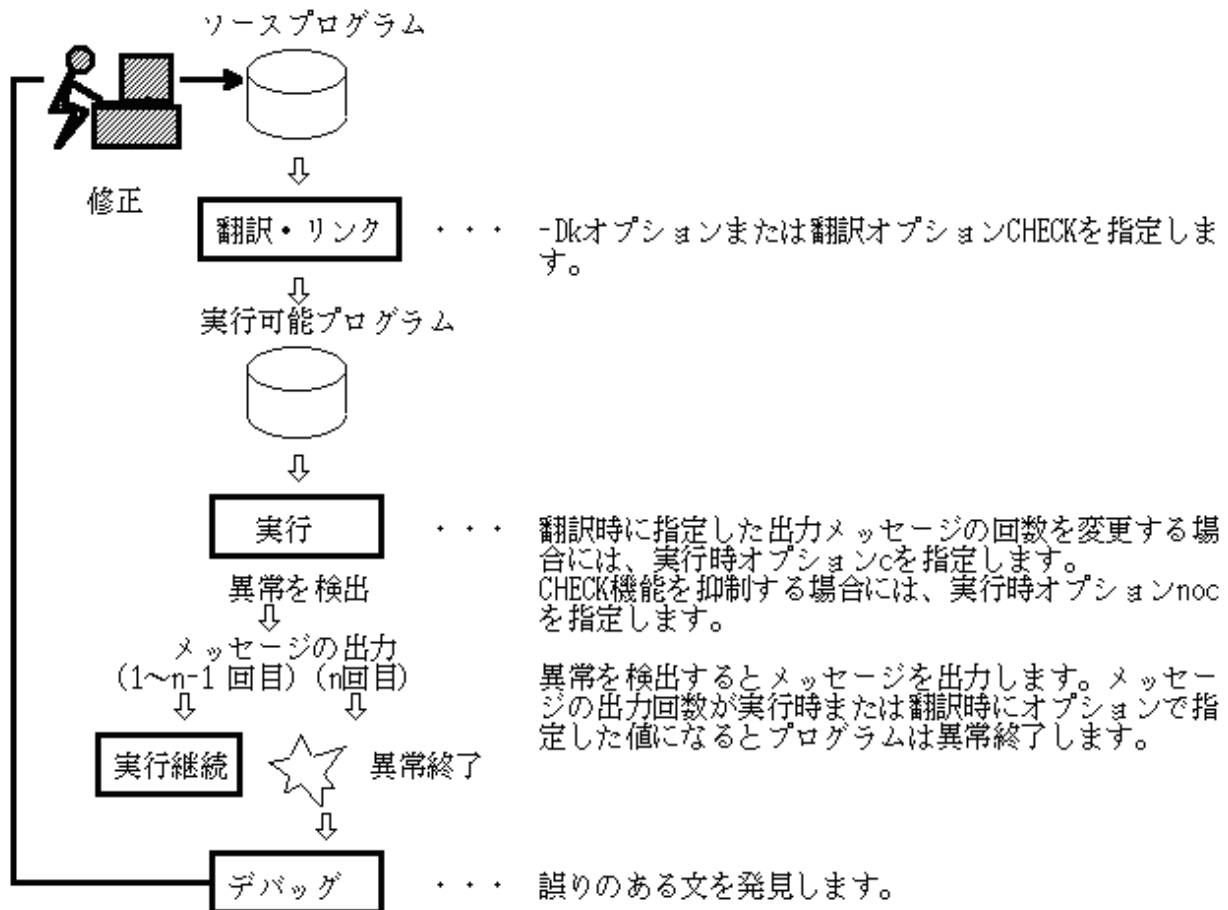 ソースプログラム
修正
翻訳・リンク ・・・ -Dkオプションまたは翻訳オプションCHECKを指定しま
す。
実行可能プログラム
実行 ・・・ 翻訳時に指定した出力メッセージの回数を変更する場
合には、実行時オプションcを指定します。
CHECK機能を抑制する場合には、実行時オプションnoc
を指定します。
異常を検出
メッセージの出力
(1～n-1 回目) (n回目)
異常を検出するとメッセージを出力します。メッセー
ジの出力回数が実行時または翻訳時にオプションで指
定した値になるとプログラムは異常終了します。
実行継続 異常終了
デバッグ ・・・ 誤りのある文を発見します。